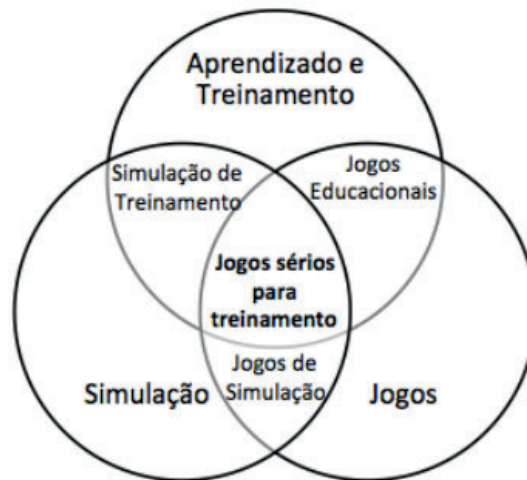 Aprendizado e
Treinamento
Simulação de
Treinamento
Jogos
Educacionais
Jogos sérios
para
treinamento
Jogos de
Simulação
Simulação
Jogos